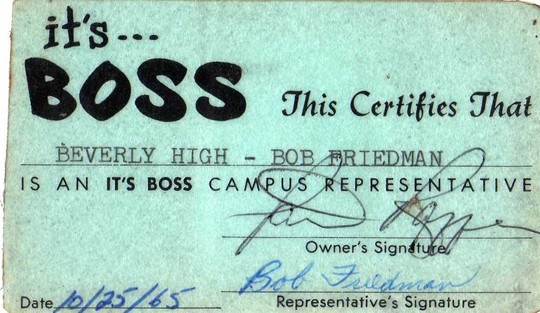 it's---
BOSS
This Certifies That
BEVERLY HIGH - BOB FRIEDMAN
IS AN IT'S BOSS CAMPUS REPRESENTATIVE
Owner's Signature
Bob Friedman
Date 10/25/65
Representative's Signature